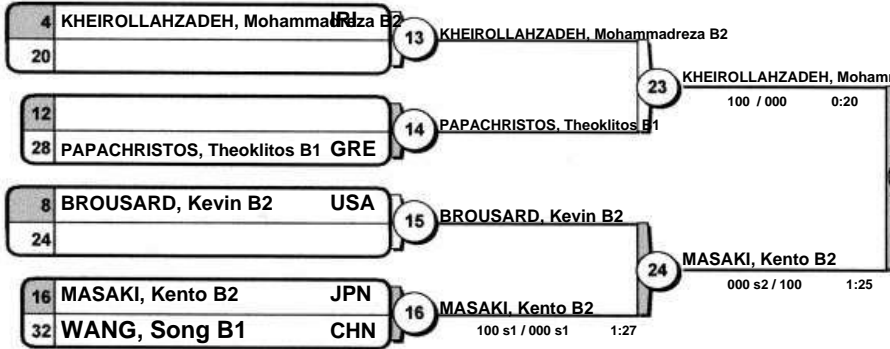 4 KHEIROLLAHZADEH, Mohammadreza B2 IRI
20
13
KHEIROLLAHZADEH, Mohammadreza B2
12
28 PAPACHRISTOS, Theoklitos B1 GRE
14
PAPACHRISTOS, Theoklitos B1
23
KHEIROLLAHZADEH, Moham
100 / 000 0:20
8 BROUSARD, Kevin B2 USA
24
15
BROUSARD, Kevin B2
16 MASAKI, Kento B2 JPN
32 WANG, Song B1 CHN
16
MASAKI, Kento B2
100 s1 / 000 s1 1:27
24
MASAKI, Kento B2
000 s2 / 100 1:25